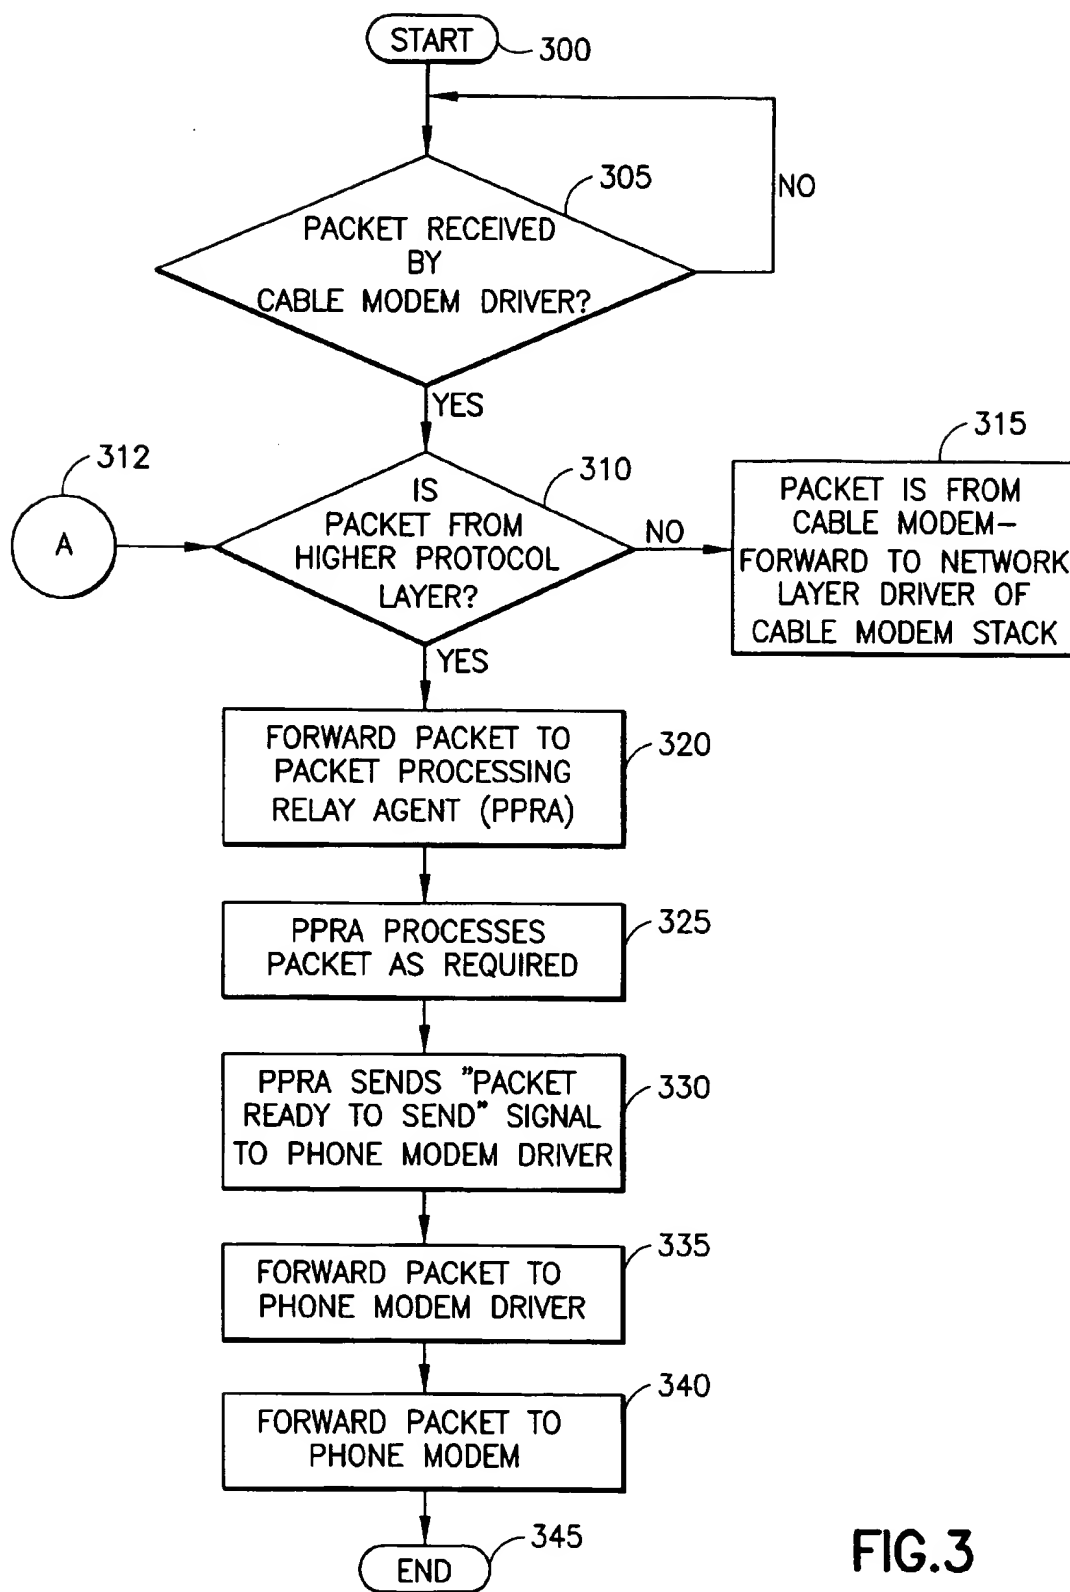 START
300
305
NO
PACKET RECEIVED
BY
CABLE MODEM DRIVER?
YES
312
A
310
IS
PACKET FROM
HIGHER PROTOCOL
LAYER?
NO
315
PACKET IS FROM
CABLE MODEM–
FORWARD TO NETWORK
LAYER DRIVER OF
CABLE MODEM STACK
YES
FORWARD PACKET TO
PACKET PROCESSING
RELAY AGENT (PPRA)
320
PPRA PROCESSES
PACKET AS REQUIRED
325
PPRA SENDS "PACKET
READY TO SEND" SIGNAL
TO PHONE MODEM DRIVER
330
FORWARD PACKET TO
PHONE MODEM DRIVER
335
FORWARD PACKET TO
PHONE MODEM
340
END
345
FIG.3